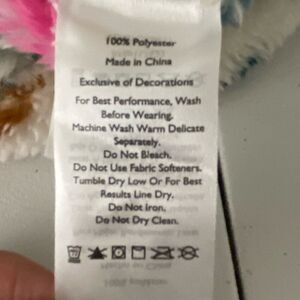 100% Polyester
Made in China
Exclusive of Decorations
For Best Performance, Wash
Before Wearing.
Machine Wash Warm Delicate
Separately.
Do Not Bleach.
Do Not Use Fabric Softeners.
Tumble Dry Low Or For Best
Results Line Dry.
Do Not Iron.
Do Not Dry Clean.